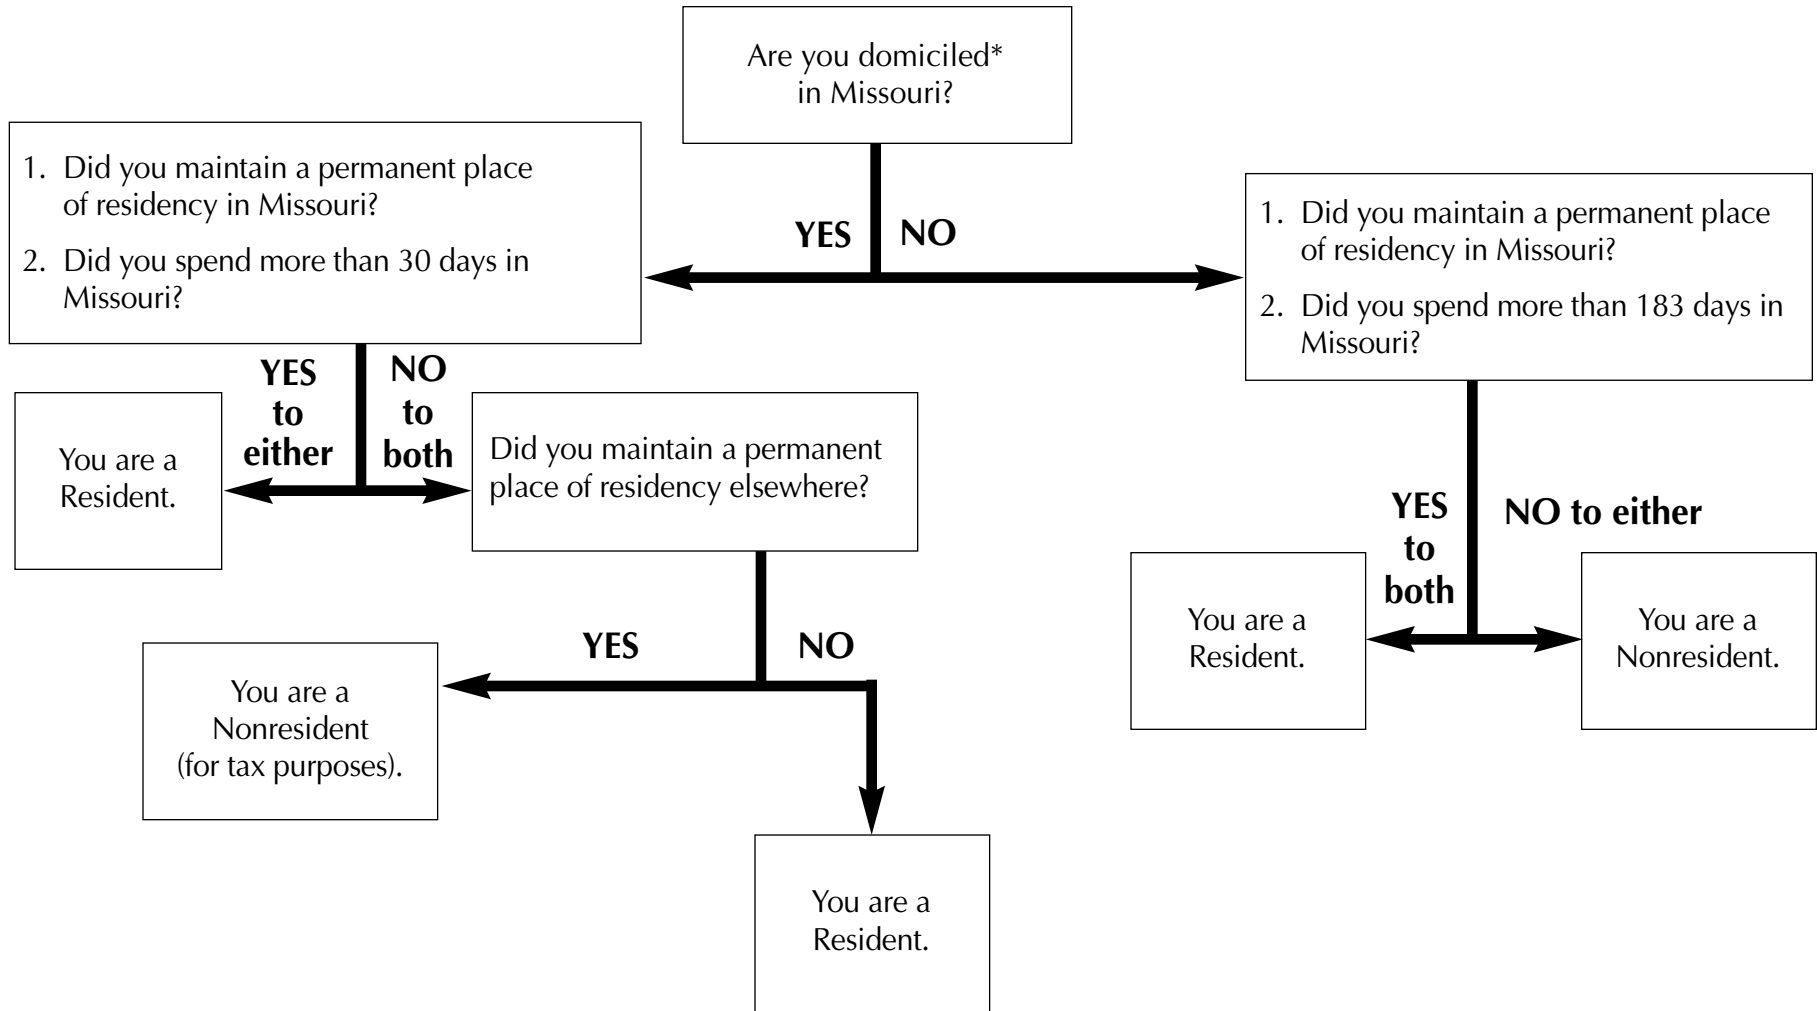 Are you domiciled*
in Missouri?
YES
NO
1. Did you maintain a permanent place
of residency in Missouri?
2. Did you spend more than 30 days in
Missouri?
YES
to
either
NO
to
both
You are a
Resident.
Did you maintain a permanent
place of residency elsewhere?
YES
NO
You are a
Nonresident
(for tax purposes).
You are a
Resident.
1. Did you maintain a permanent place
of residency in Missouri?
2. Did you spend more than 183 days in
Missouri?
YES
to
both
NO to either
You are a
Resident.
You are a
Nonresident.